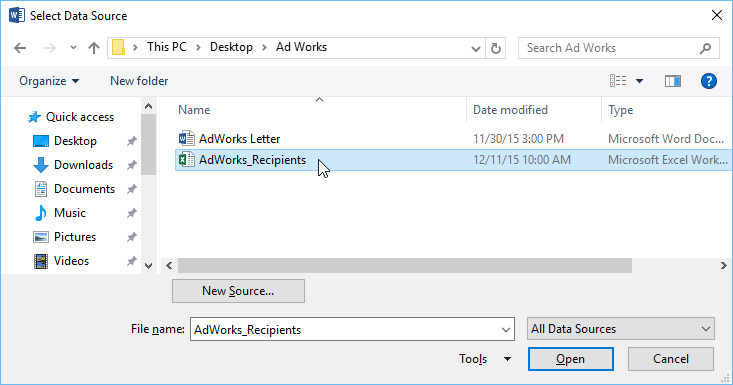 Select Data Source
This PC > Desktop > Ad Works
Search Ad Works
Organize
New folder
?
Name
Date modified
Type
Quick access
Desktop
Downloads
Documents
Music
Pictures
Videos
AdWorks Letter 11/30/15 3:00 PM Microsoft Word Doc...
AdWorks_Recipients 12/11/15 10:00 AM Microsoft Excel Work...
New Source...
File name: AdWorks_Recipients
All Data Sources
Tools
Open
Cancel